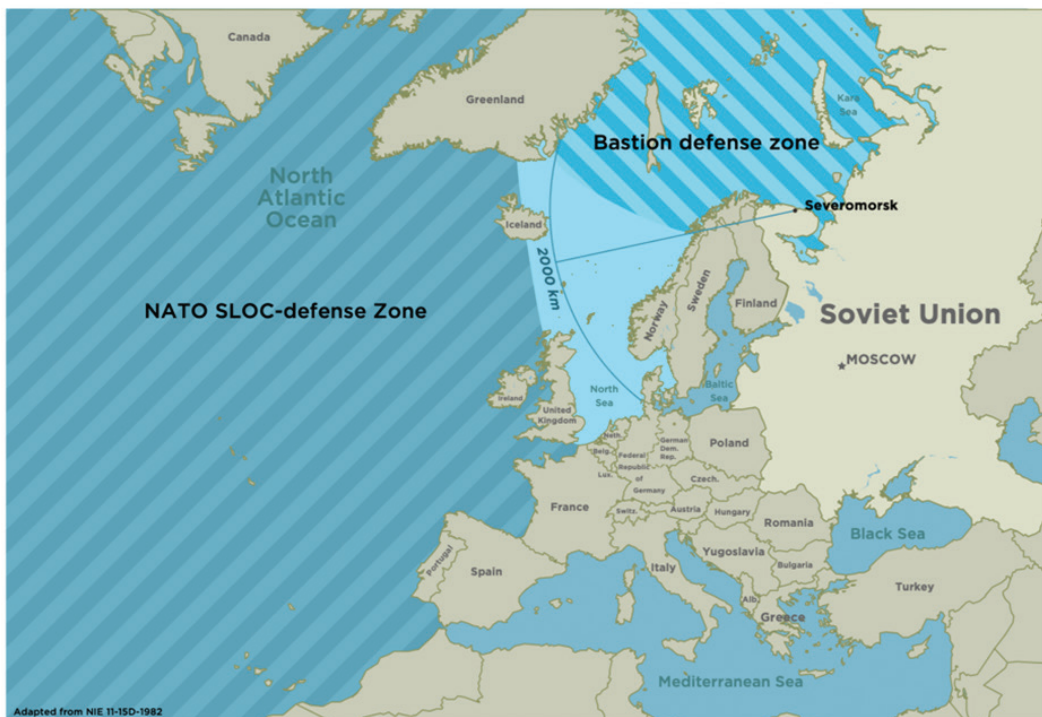 Canada
Greenland
Kara
Sea
Bastion defense zone
North
Atlantic
Ocean
Severomorsk
Iceland
2000 km
NATO SLOC-defense Zone
Norway
Sweden
Finland
Soviet Union
MOSCOW
North
Sea
Baltic
Sea
Ireland
United
Kingdom
Neth.
Belg.
Lux.
Federal
Republic
of
Germany
German
Dem.
Rep.
Poland
Czech.
France
Switz.
Austria
Hungary
Romania
Black Sea
Yugoslavia
Bulgaria
Italy
Portugal
Spain
Alb.
Greece
Turkey
Mediterranean Sea
Adapted from NIE 11-15D-1982